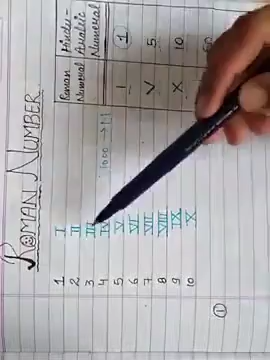 ROMAN NUMBER
1 I
2 II
3 III
4 IV
5 V
6 VI
7 VII
8 VIII
9 IX
10 X
1000 → M
Roman Numeral Hindu-Arabic Numeral
I 1
V 5
X 10
50
1